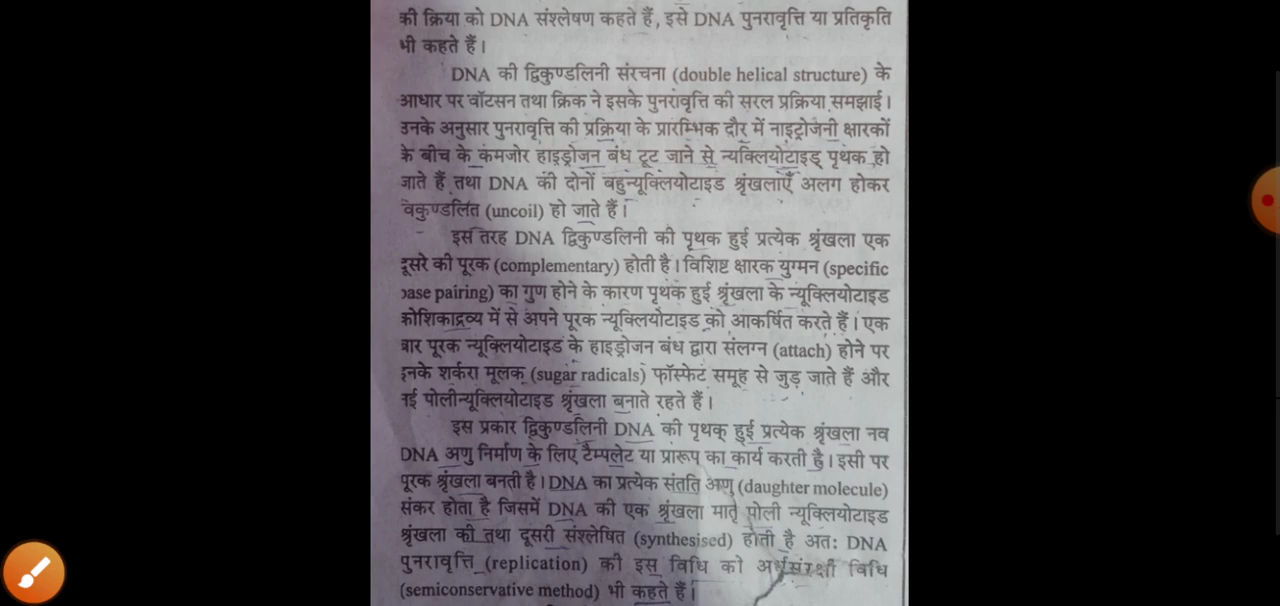 की क्रिया को DNA संश्लेषण कहते हैं, इसे DNA पुनरावृत्ति या प्रतिकृति
भी कहते हैं।
DNA की द्विकुण्डलिनी संरचना (double helical structure) के
आधार पर वॉटसन तथा क्रिक ने इसके पुनरावृत्ति की सरल प्रक्रिया समझाई।
उनके अनुसार पुनरावृत्ति की प्रक्रिया के प्रारम्भिक दौर में नाइट्रोजनी क्षारकों
के बीच के कमजोर हाइड्रोजन बंध टूट जाने से न्यक्लियोटाइड् पृथक हो
जाते हैं तथा DNA की दोनों बहुन्यूक्लियोटाइड श्रृंखलाएँ अलग होकर
वकुण्डलित (uncoil) हो जाते हैं।
इस तरह DNA द्विकुण्डलिनी की पृथक हुई प्रत्येक श्रृंखला एक
दूसरे की पूरक (complementary) होती है। विशिष्ट क्षारक युग्मन (specific
base pairing) का गुण होने के कारण पृथक हुई श्रृंखला के न्यूक्लियोटाइड
कोशिकाद्रव्य में से अपने पूरक न्यूक्लियोटाइड को आकर्षित करते हैं। एक
बार पूरक न्यूक्लियोटाइड के हाइड्रोजन बंध द्वारा संलग्न (attach) होने पर
इनके शर्करा मूलक (sugar radicals) फॉस्फेट समूह से जुड़ जाते हैं और
नई पोलीन्यूक्लियोटाइड श्रृंखला बनाते रहते हैं।
इस प्रकार द्विकुण्डलिनी DNA की पृथक् हुई प्रत्येक श्रृंखला नव
DNA अणु निर्माण के लिए टैम्पलेट या प्रारूप का कार्य करती है। इसी पर
पूरक श्रृंखला बनती है। DNA का प्रत्येक संतति अणु (daughter molecule)
संकर होता है जिसमें DNA की एक श्रृंखला मातृ पोली न्यूक्लियोटाइड
श्रृंखला की तथा दूसरी संश्लेषित (synthesised) होती है अतः DNA
पुनरावृत्ति (replication) की इस विधि को अर्धसंरक्षी विधि
(semiconservative method) भी कहते हैं।